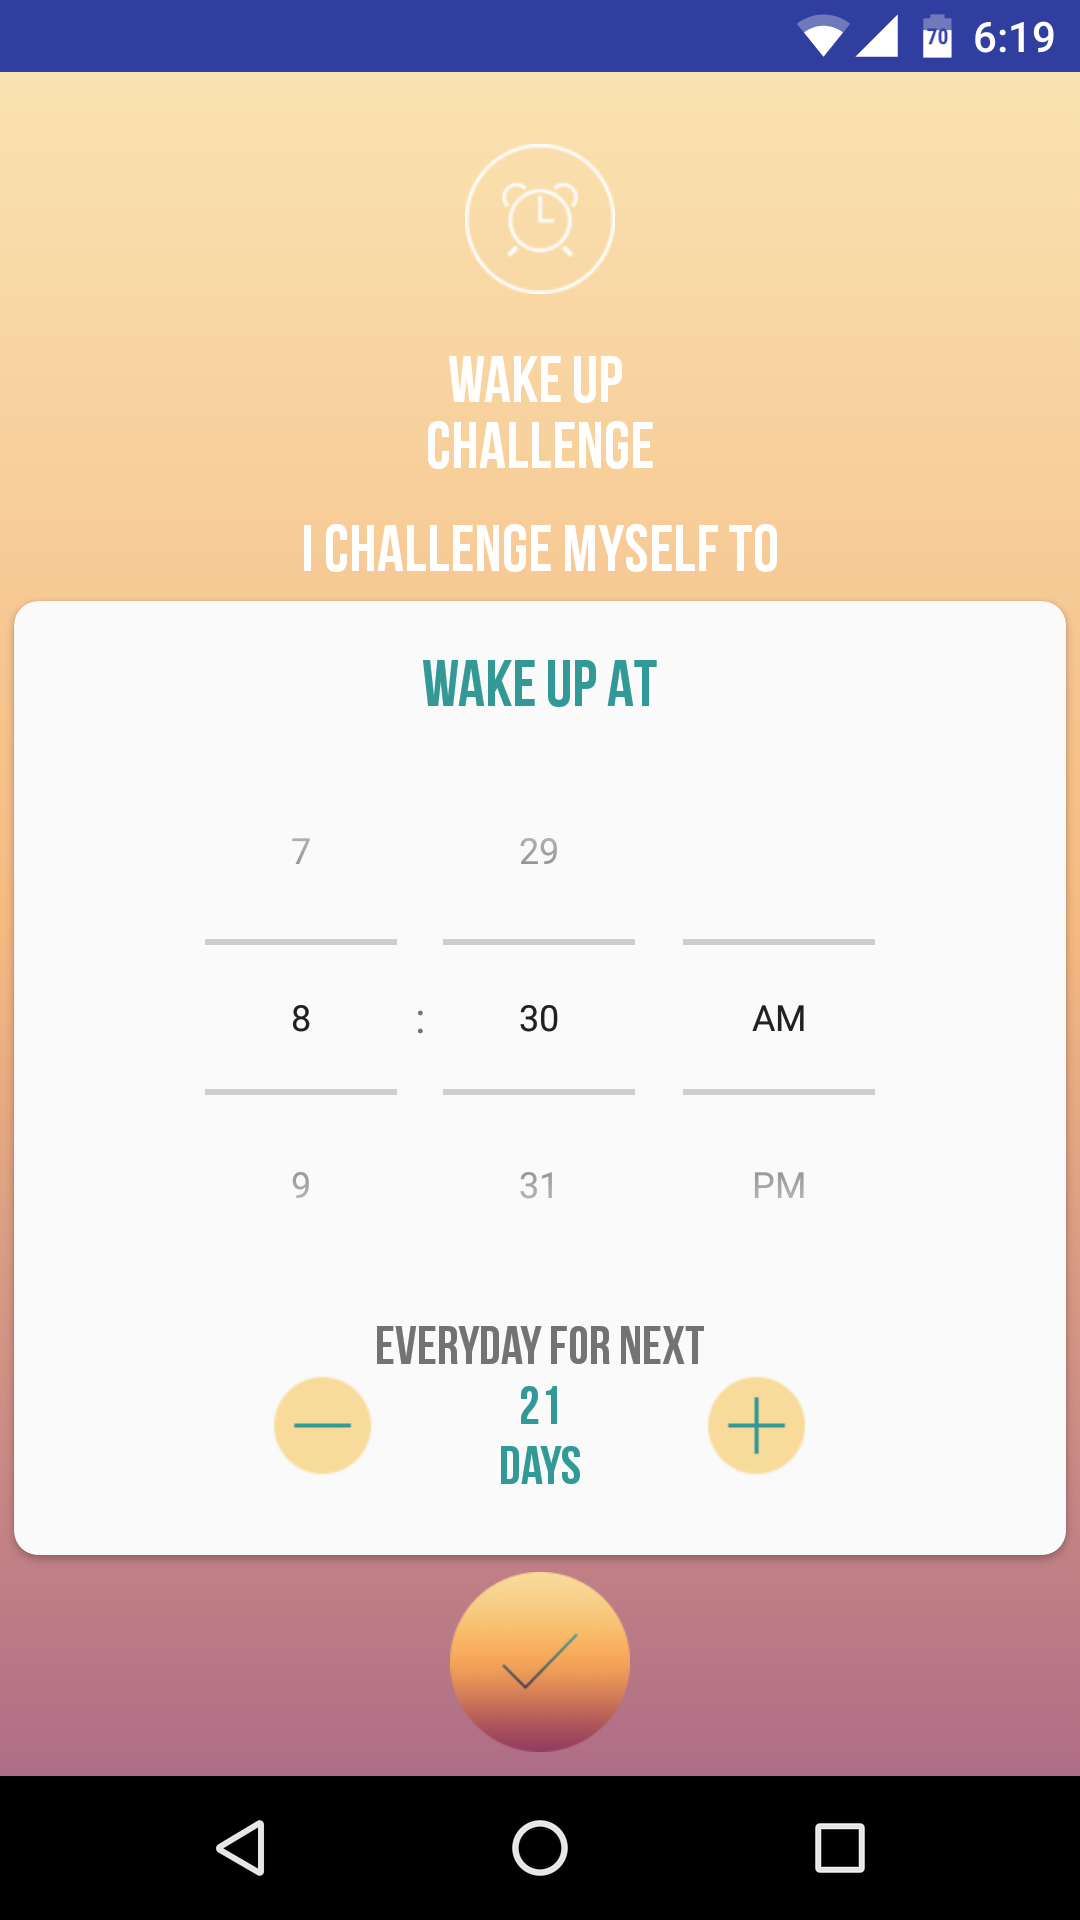 70 6:19
WAKE UP
CHALLENGE
I CHALLENGE MYSELF TO
WAKE UP AT
7 29
8 : 30 AM
9 31 PM
EVERYDAY FOR NEXT
21
DAYS